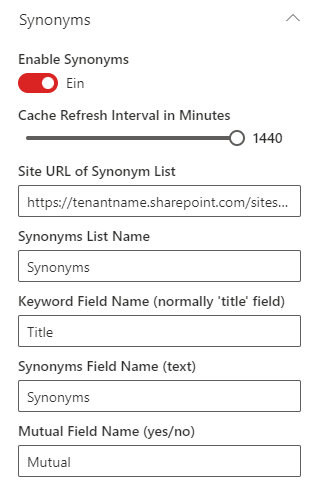 Synonyms
Enable Synonyms
Ein
Cache Refresh Interval in Minutes
1440
Site URL of Synonym List
https://tenantname.sharepoint.com/sites...
Synonyms List Name
Synonyms
Keyword Field Name (normally 'title' field)
Title
Synonyms Field Name (text)
Synonyms
Mutual Field Name (yes/no)
Mutual